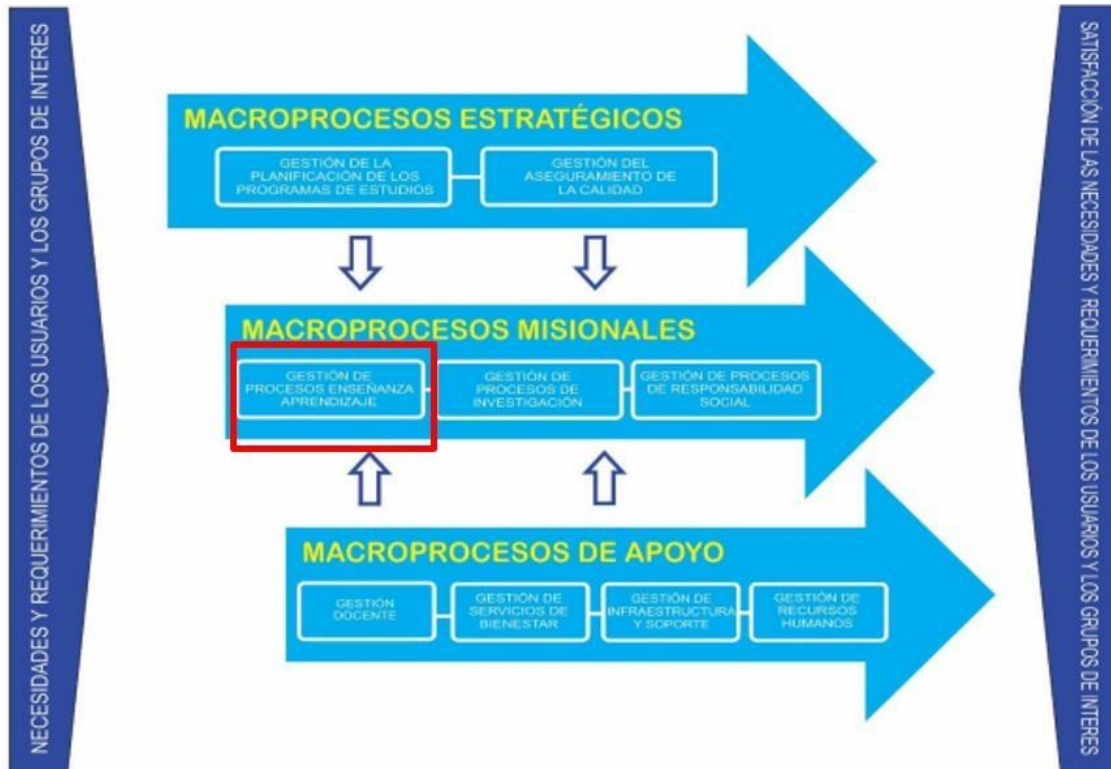 NECESIDADES Y REQUERIMIENTOS DE LOS USUARIOS Y LOS GRUPOS DE INTERES
MACROPROCESOS ESTRATÉGICOS
GESTIÓN DE LA
PLANIFICACIÓN DE LOS
PROGRAMAS DE ESTUDIOS
GESTIÓN DEL
ASEGURAMIENTO DE
LA CALIDAD
MACROPROCESOS MISIONALES
GESTIÓN DE
PROCESOS ENSEÑANZA
APRENDIZAJE
GESTIÓN DE
PROCESOS DE
INVESTIGACIÓN
GESTIÓN DE PROCESOS
DE RESPONSABILIDAD
SOCIAL
MACROPROCESOS DE APOYO
GESTIÓN
DOCENTE
GESTIÓN DE
SERVICIOS DE
BIENESTAR
GESTIÓN DE
INFRAESTRUCTURA
Y SOPORTE
GESTIÓN DE
RECURSOS
HUMANOS
SATISFACCIÓN DE LAS NECESIDADES Y REQUERIMIENTOS DE LOS USUARIOS Y LOS GRUPOS DE INTERES